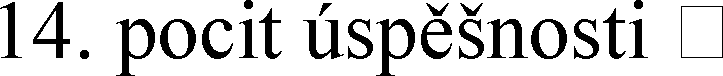 14. pocit úspěšnosti □